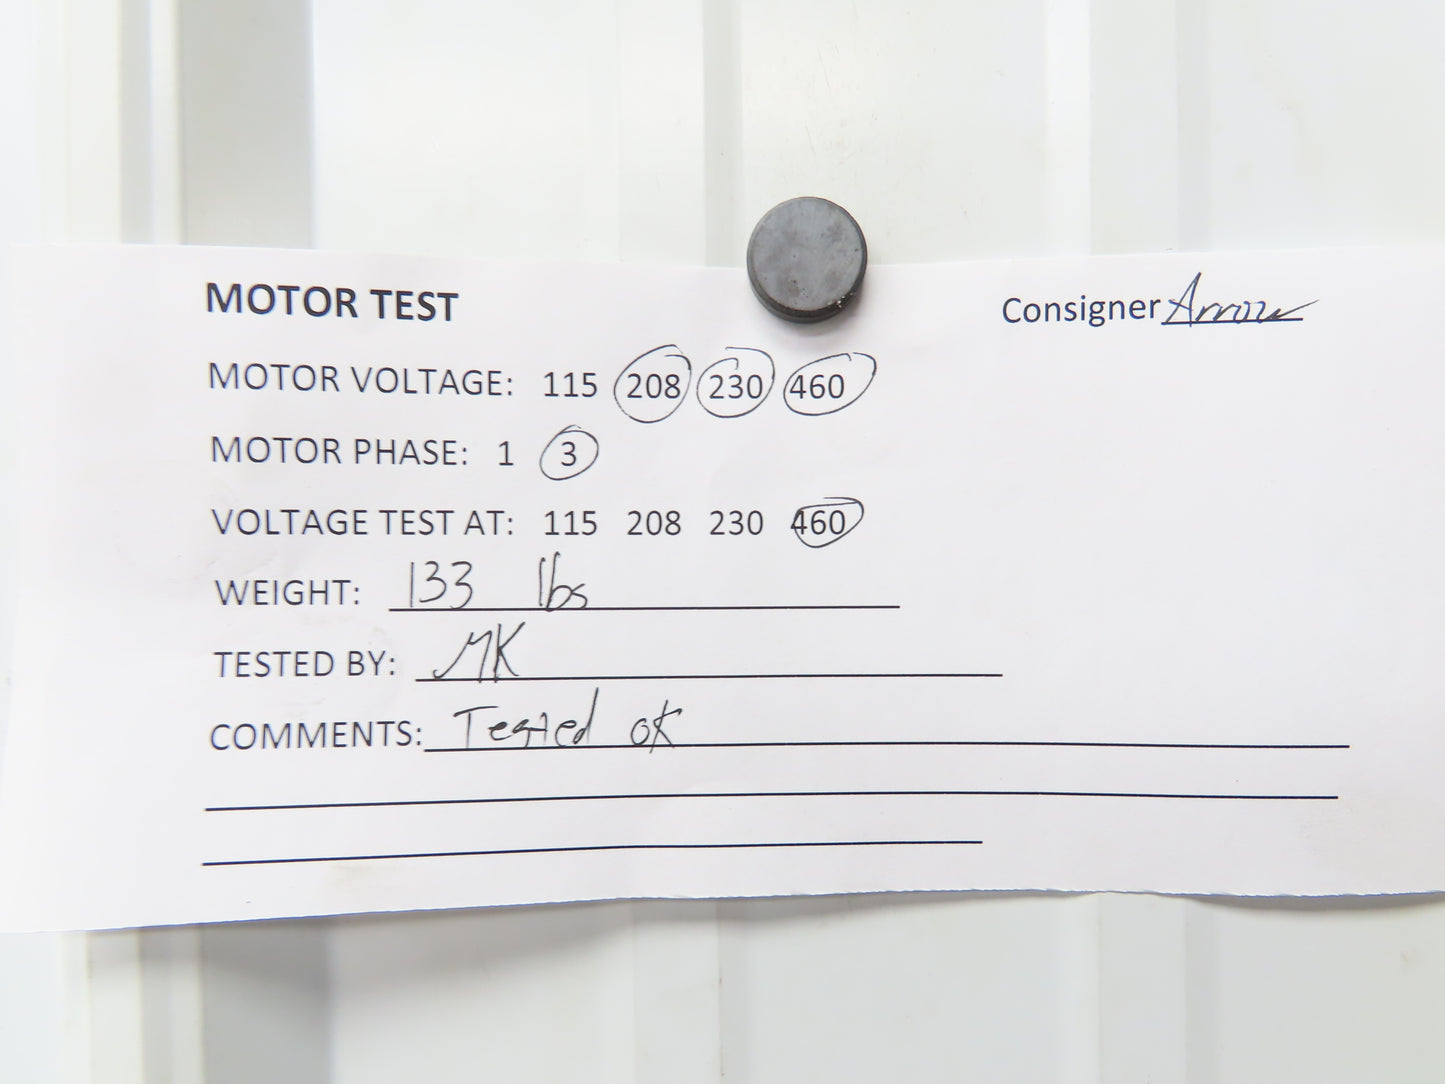 MOTOR TEST Consigner Arrow
MOTOR VOLTAGE: 115 208 230 460
MOTOR PHASE: 1 3
VOLTAGE TEST AT: 115 208 230 460
WEIGHT: 133 lbs
TESTED BY: MK
COMMENTS: Tested OK